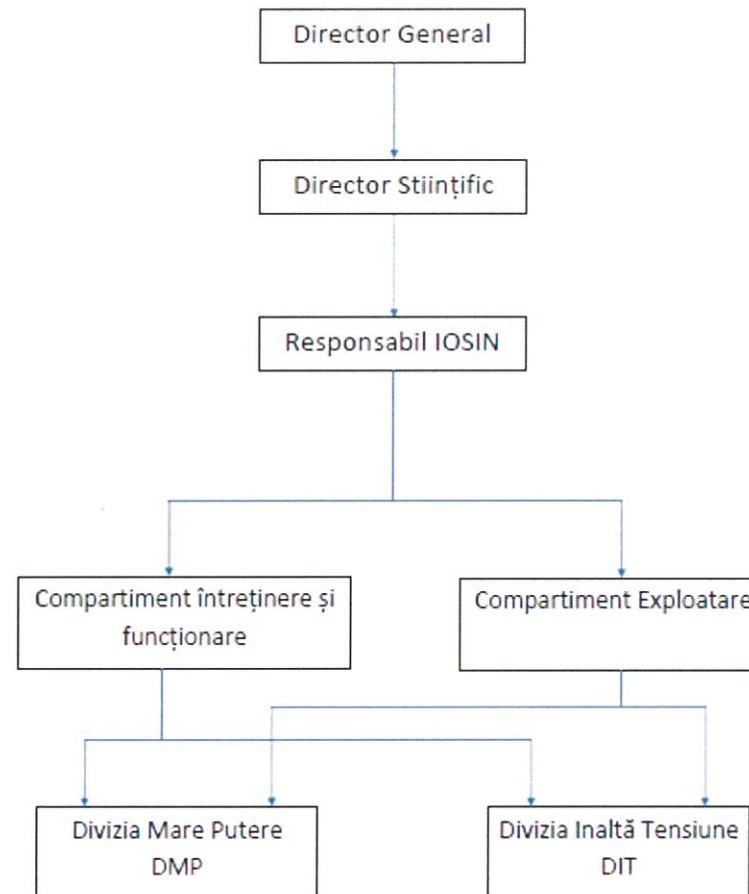 Director General
Director Stiințific
Responsabil IOSIN
Compartiment întreținere și
funcționare
Compartiment Exploatare
Divizia Mare Putere
DMP
Divizia Inaltă Tensiune
DIT